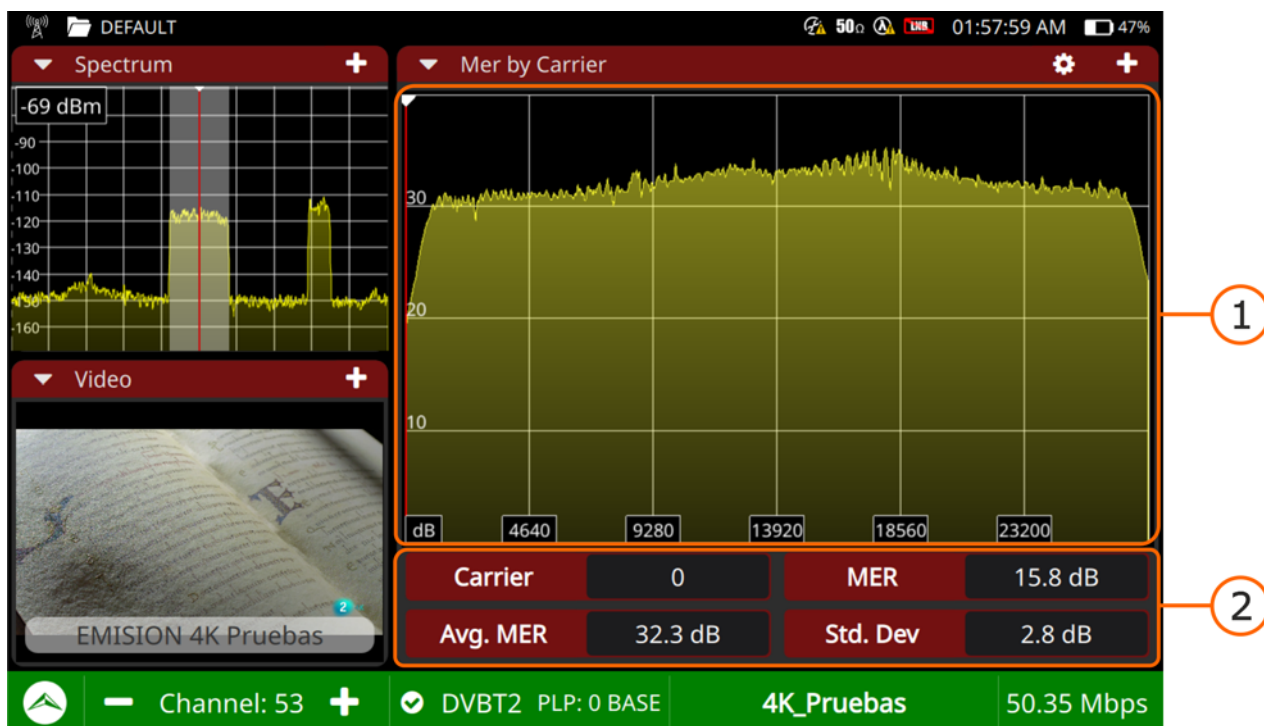 DEFAULT
50Ω
LNB
01:57:59 AM
47%
Spectrum
Mer by Carrier
-69 dBm
-90
-100
-110
-120
-130
-140
-150
-160
30
20
10
dB 4640 9280 13920 18560 23200
1
Video
2
EMISION 4K Pruebas
Carrier 0 MER 15.8 dB
Avg. MER 32.3 dB Std. Dev 2.8 dB
2
Channel: 53
DVBT2 PLP: 0 BASE
4K_Pruebas
50.35 Mbps